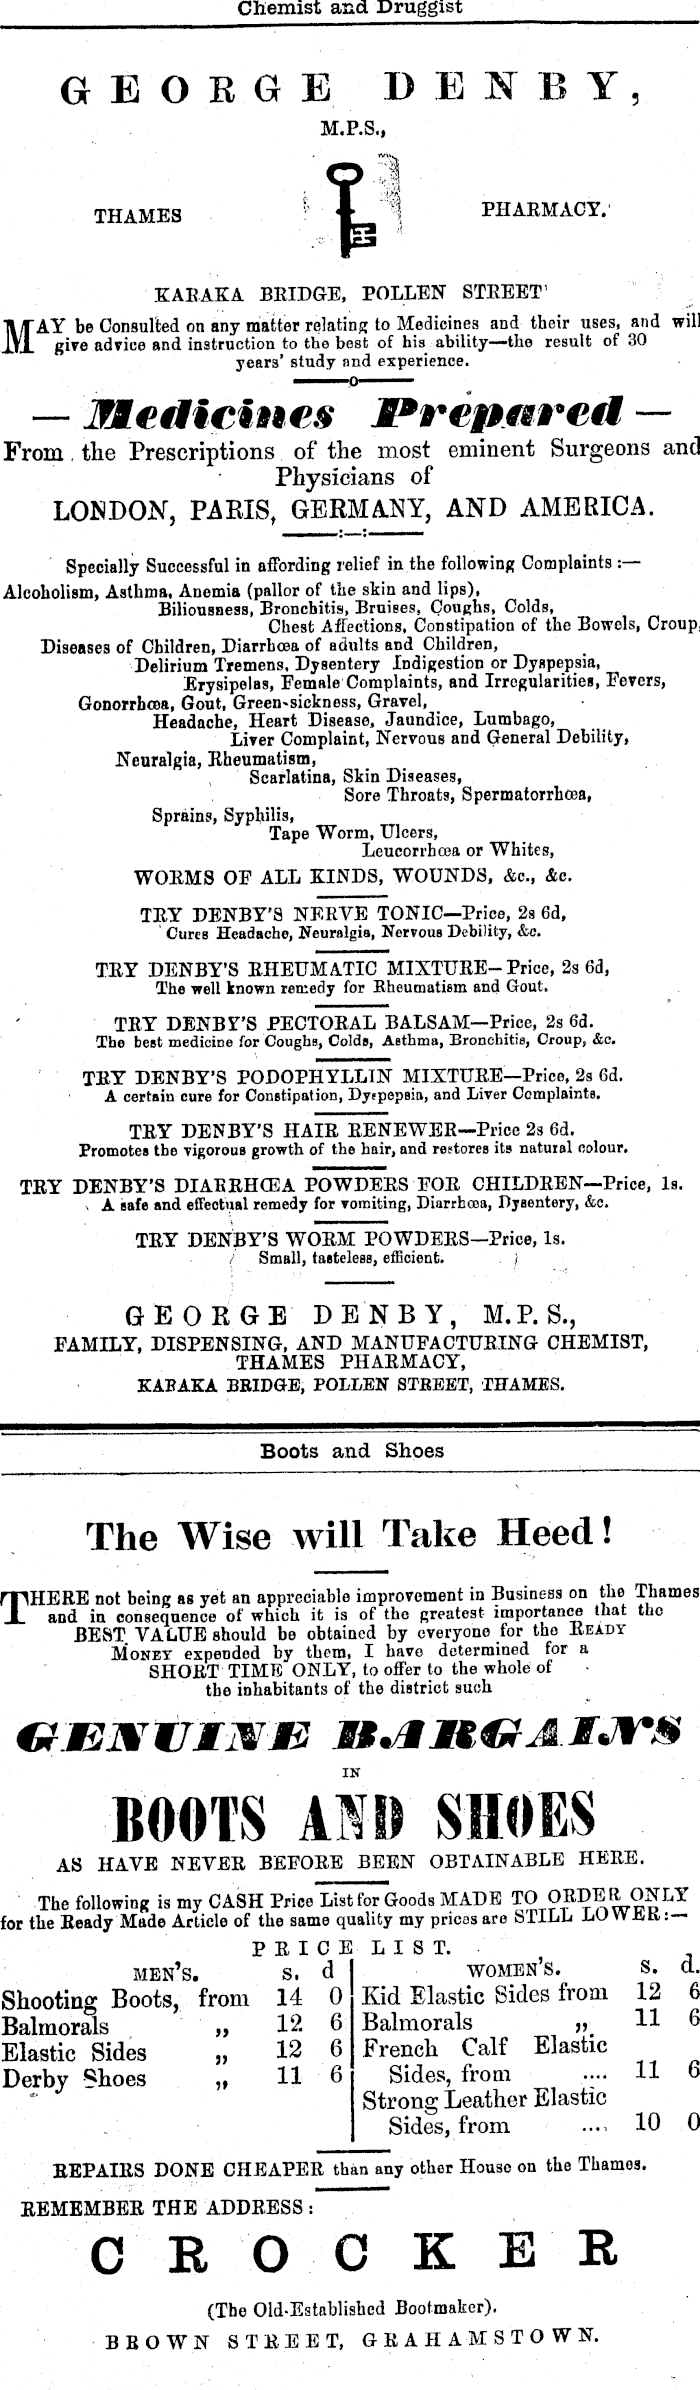 Chemist and Druggist
GEORGE DENBY,
M.P.S.,
THAMES PHARMACY.
KARAKA BRIDGE, POLLEN STREET
MAY be Consulted on any matter relating to Medicines and their uses, and will
give advice and instruction to the best of his ability—the result of 30
years' study and experience.
— Medicines Prepared —
From the Prescriptions of the most eminent Surgeons and
Physicians of
LONDON, PARIS, GERMANY, AND AMERICA.
Specially Successful in affording relief in the following Complaints :—
Alcoholism, Asthma, Anemia (pallor of the skin and lips),
Biliousness, Bronchitis, Bruises, Coughs, Colds,
Chest Affections, Constipation of the Bowels, Croup,
Diseases of Children, Diarrhœa of adults and Children,
Delirium Tremens, Dysentery Indigestion or Dyspepsia,
Erysipelas, Female Complaints, and Irregularities, Fevers,
Gonorrhœa, Gout, Green-sickness, Gravel,
Headache, Heart Disease, Jaundice, Lumbago,
Liver Complaint, Nervous and General Debility,
Neuralgia, Rheumatism,
Scarlatina, Skin Diseases,
Sore Throats, Spermatorrhœa,
Sprains, Syphilis,
Tape Worm, Ulcers,
Leucorrhœa or Whites,
WORMS OF ALL KINDS, WOUNDS, &c., &c.
TRY DENBY'S NERVE TONIC—Price, 2s 6d,
Cures Headache, Neuralgia, Nervous Debility, &c.
TRY DENBY'S RHEUMATIC MIXTURE—Price, 2s 6d,
The well known remedy for Rheumatism and Gout.
TRY DENBY'S PECTORAL BALSAM—Price, 2s 6d.
The best medicine for Coughs, Colds, Asthma, Bronchitis, Croup, &c.
TRY DENBY'S PODOPHYLLIN MIXTURE—Price, 2s 6d.
A certain cure for Constipation, Dyspepsia, and Liver Complaints.
TRY DENBY'S HAIR RENEWER—Price 2s 6d.
Promotes the vigorous growth of the hair, and restores its natural colour.
TRY DENBY'S DIARRHŒA POWDERS FOR CHILDREN—Price, 1s.
A safe and effectual remedy for vomiting, Diarrhœa, Dysentery, &c.
TRY DENBY'S WORM POWDERS—Price, 1s.
Small, tasteless, efficient.
GEORGE DENBY, M.P.S.,
FAMILY, DISPENSING, AND MANUFACTURING CHEMIST,
THAMES PHARMACY,
KARAKA BRIDGE, POLLEN STREET, THAMES.
Boots and Shoes
The Wise will Take Heed!
THERE not being as yet an appreciable improvement in Business on the Thames
and in consequence of which it is of the greatest importance that the
BEST VALUE should be obtained by everyone for the READY
MONEY expended by them, I have determined for a
SHORT TIME ONLY, to offer to the whole of
the inhabitants of the district such
GENUINE BARGAINS
IN
BOOTS AND SHOES
AS HAVE NEVER BEFORE BEEN OBTAINABLE HERE.
The following is my CASH Price List for Goods MADE TO ORDER ONLY
for the Ready Made Article of the same quality my prices are STILL LOWER:—
PRICE LIST.
MEN'S. s. d
Shooting Boots, from 14 0
Balmorals „ 12 6
Elastic Sides „ 12 6
Derby Shoes „ 11 6
WOMEN'S. s. d.
Kid Elastic Sides from 12 6
Balmorals „ 11 6
French Calf Elastic
Sides, from .... 11 6
Strong Leather Elastic
Sides, from .... 10 0
REPAIRS DONE CHEAPER than any other House on the Thames.
REMEMBER THE ADDRESS:
CROCKER
(The Old-Established Bootmaker).
BROWN STREET, GRAHAMSTOWN.